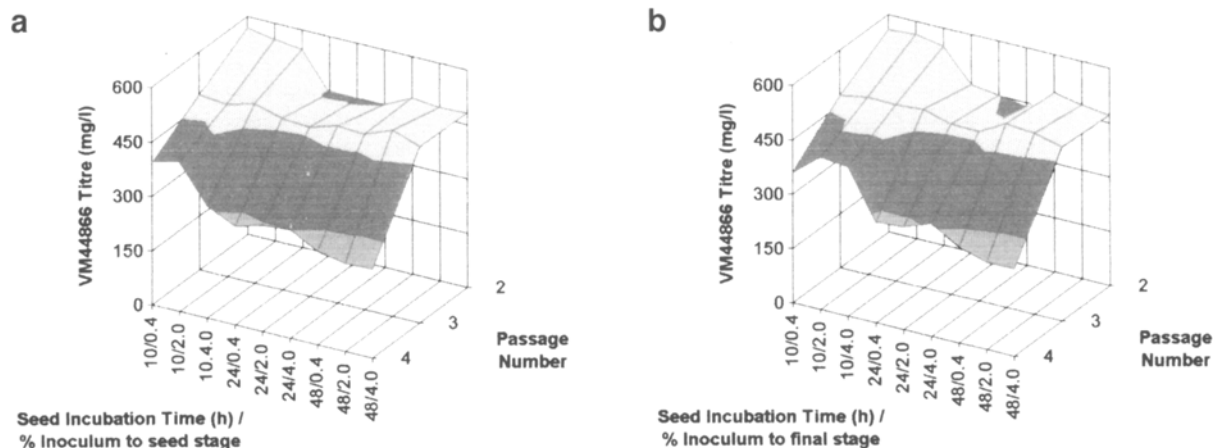 a
600
450
300
150
0
VM44866 Titre (mg/l)
10/0.4
10/2.0
10.4.0
24/0.4
24/2.0
24/4.0
48/0.4
48/2.0
48/4.0
2
3
4
Passage
Number
Seed Incubation Time (h) /
% Inoculum to seed stage
b
600
450
300
150
0
VM44866 Titre (mg/l)
10/0.4
10/2.0
10/4.0
24/0.4
24/2.0
24/4.0
48/0.4
48/2.0
48/4.0
2
3
4
Passage
Number
Seed Incubation Time (h) /
% Inoculum to final stage